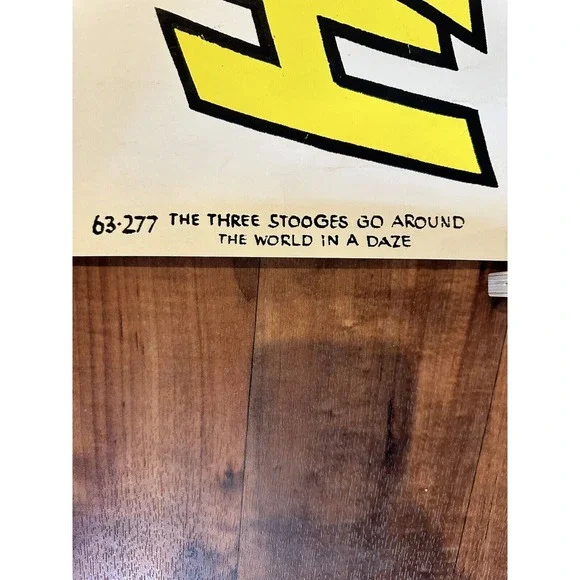 63-277 THE THREE STOOGES GO AROUND
THE WORLD IN A DAZE